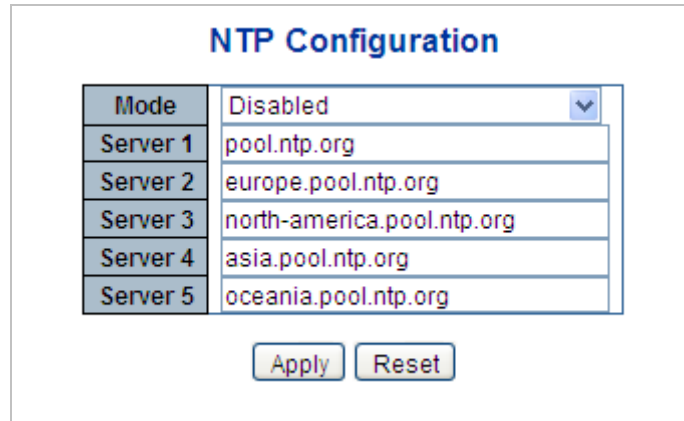 NTP Configuration
Mode Disabled
Server 1 pool.ntp.org
Server 2 europe.pool.ntp.org
Server 3 north-america.pool.ntp.org
Server 4 asia.pool.ntp.org
Server 5 oceania.pool.ntp.org
Apply Reset